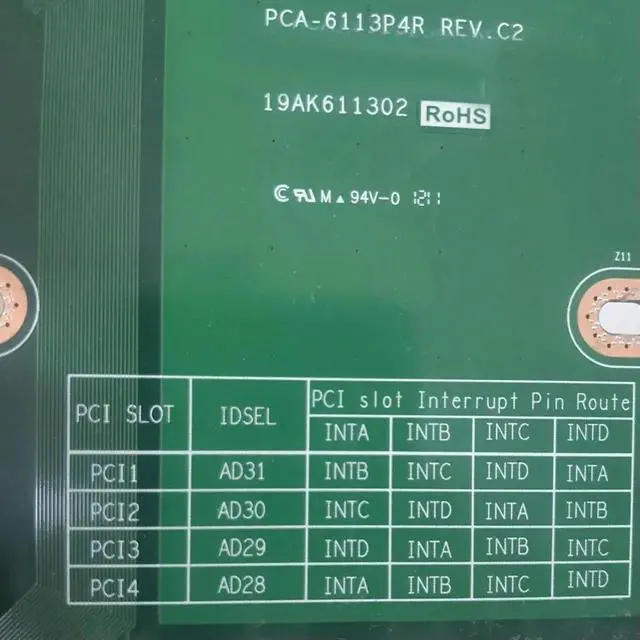 PCA-6113P4R REV.C2
19AK611302 RoHS
M 94V-0 1211
Z11
PCI SLOT IDSEL PCI slot Interrupt Pin Route
INTA INTB INTC INTD
PCI1 AD31 INTB INTC INTD INTA
PCI2 AD30 INTC INTD INTA INTB
PCI3 AD29 INTD INTA INTB INTC
PCI4 AD28 INTA INTB INTC INTD